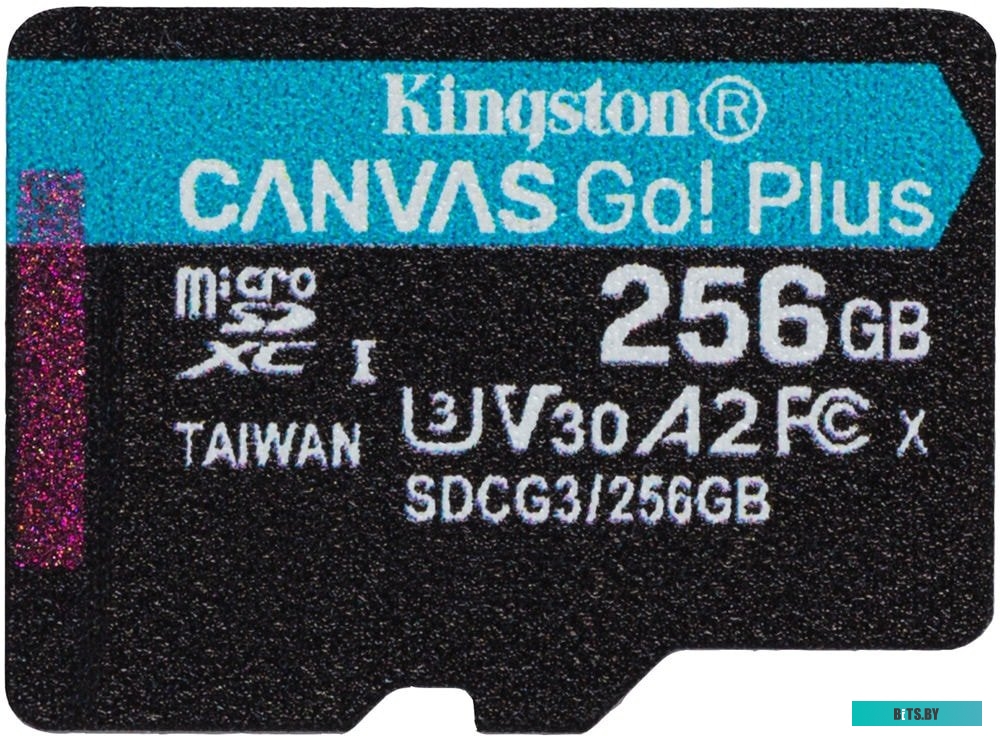 Kingston®
CANVAS Go! Plus
micro
SD
XC I
256GB
U3 V30 A2 FC X
TAIWAN
SDCG3/256GB
BiTS.BY